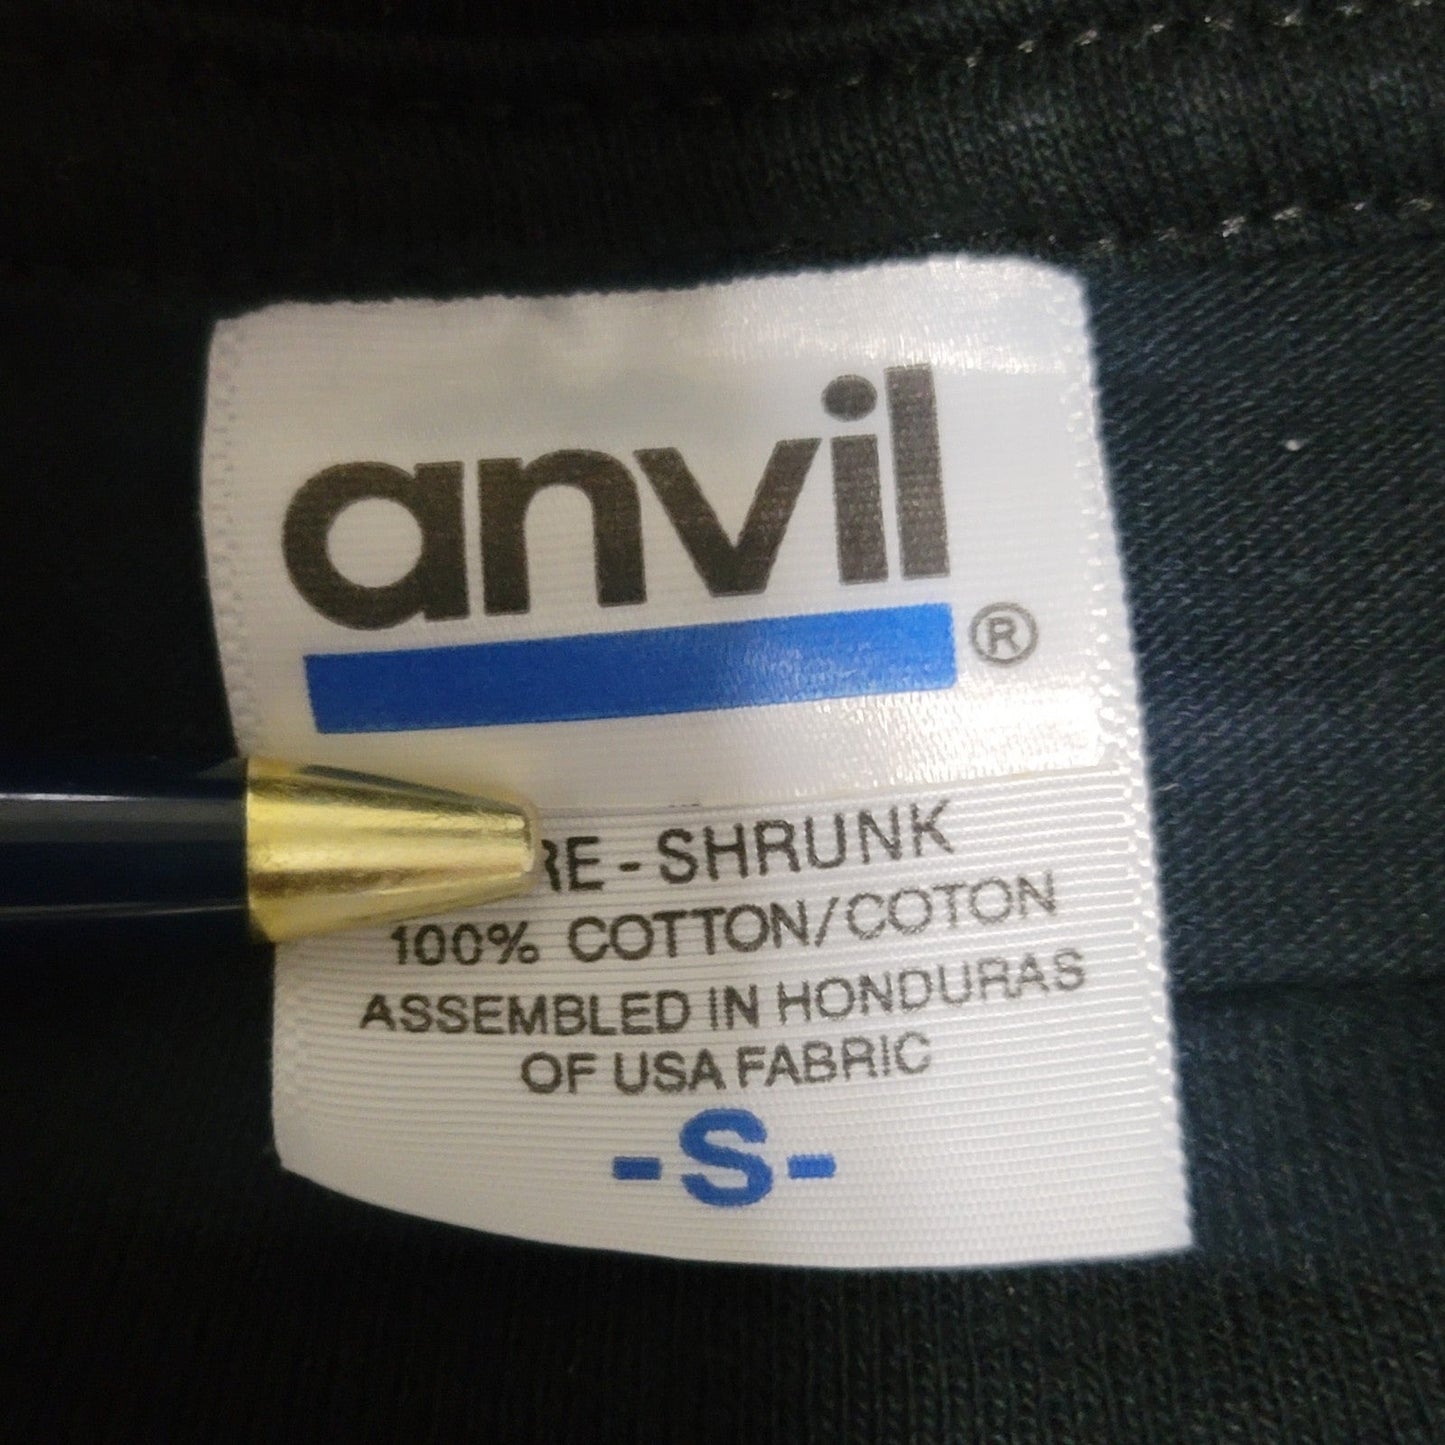 anvil
®
RE-SHRUNK
100% COTTON/COTON
ASSEMBLED IN HONDURAS
OF USA FABRIC
-S-